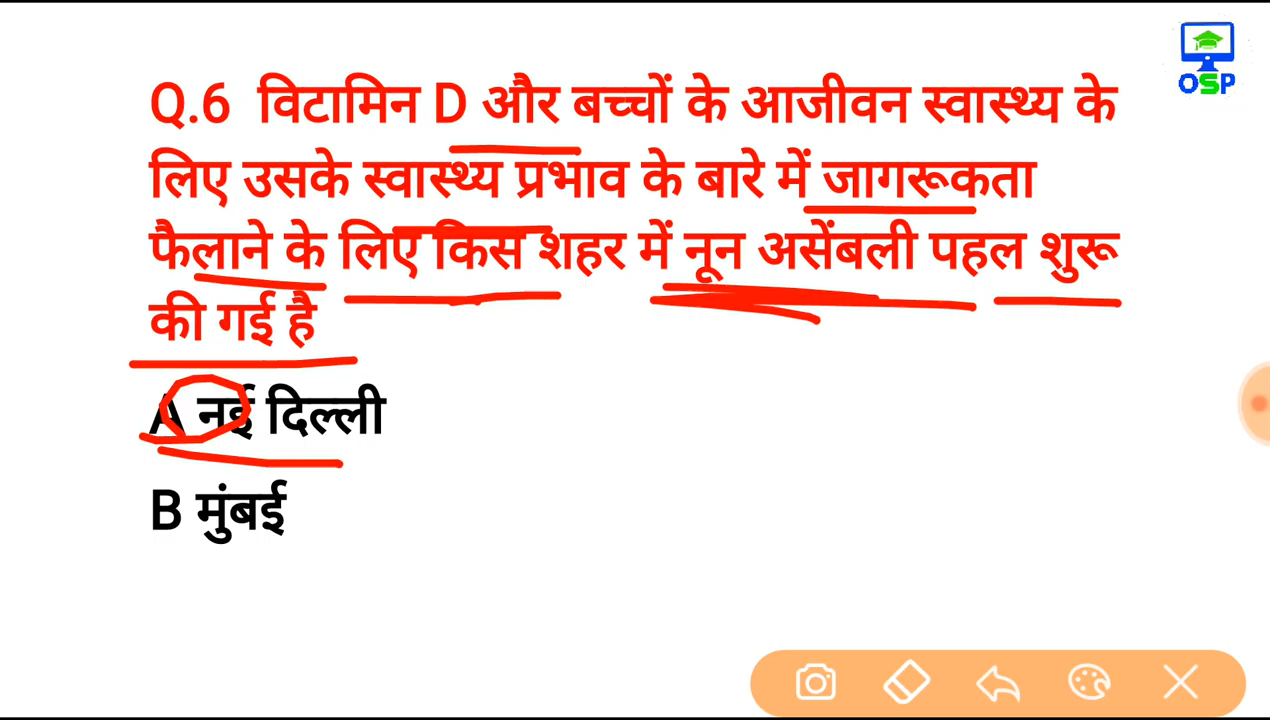 OSP
Q.6 विटामिन D और बच्चों के आजीवन स्वास्थ्य के
लिए उसके स्वास्थ्य प्रभाव के बारे में जागरूकता
फैलाने के लिए किस शहर में नून असेंबली पहल शुरू
की गई है
A नई दिल्ली
B मुंबई